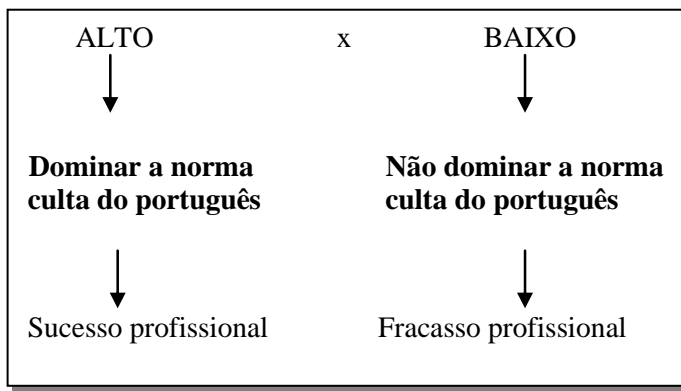 ALTO x BAIXO
Dominar a norma Não dominar a norma
culta do português culta do português
Sucesso profissional Fracasso profissional